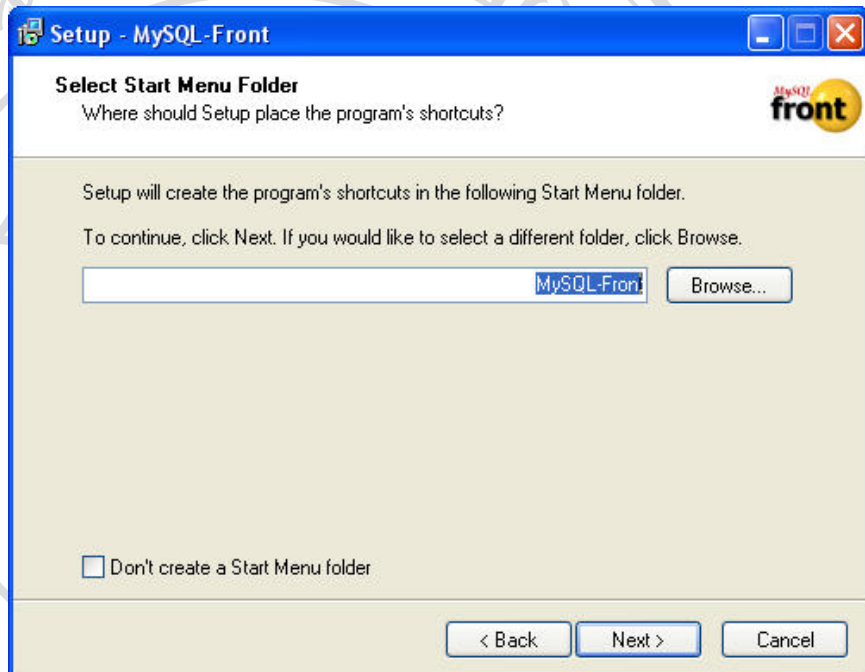 Setup - MySQL-Front
Select Start Menu Folder
Where should Setup place the program's shortcuts?
MySQL
front
Setup will create the program's shortcuts in the following Start Menu folder.
To continue, click Next. If you would like to select a different folder, click Browse.
MySQL-Front
Browse...
Don't create a Start Menu folder
< Back
Next >
Cancel